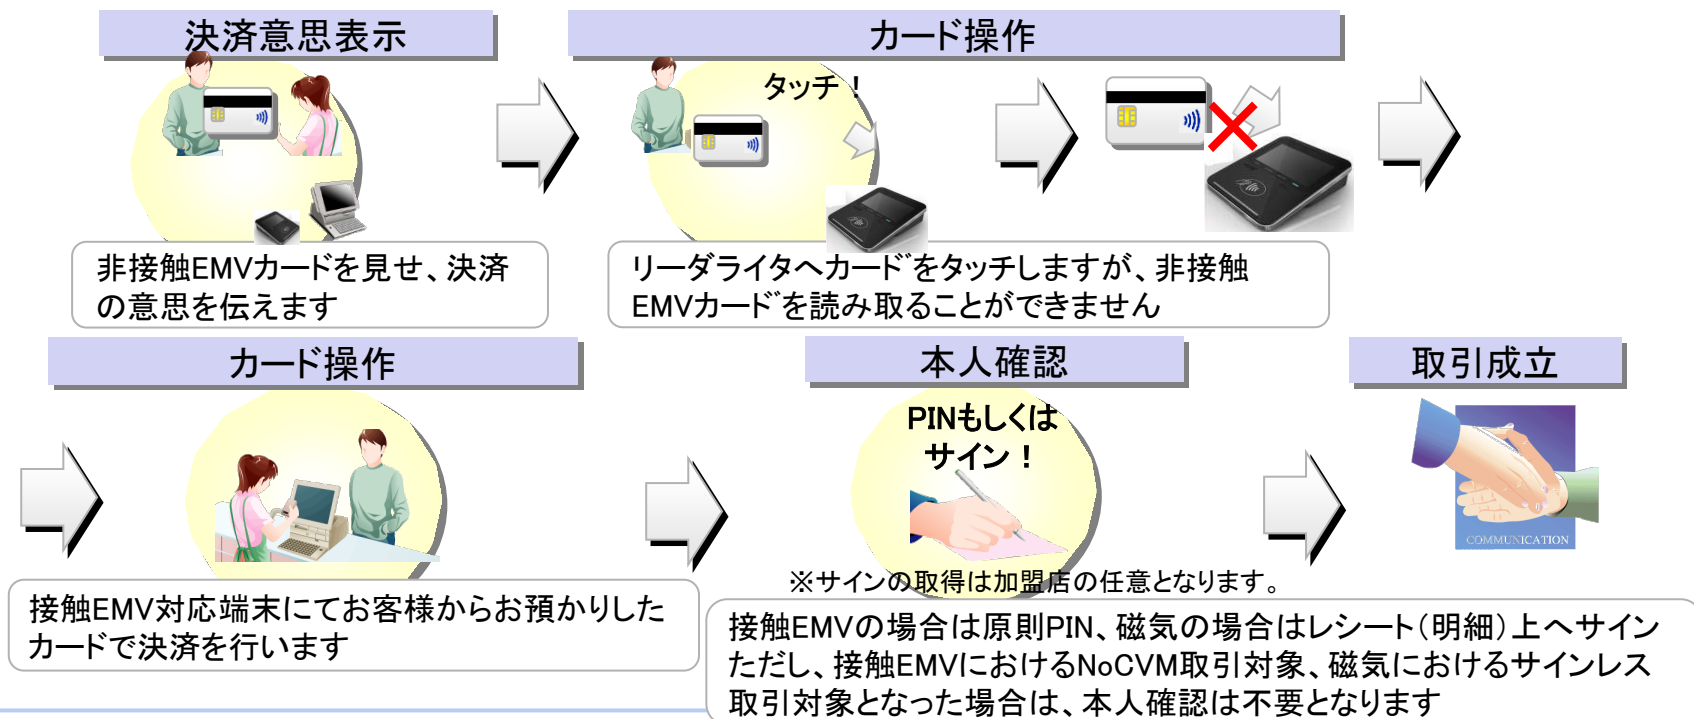 決済意思表示
カード操作
タッチ！
非接触EMVカードを見せ、決済
の意思を伝えます
リーダライタへカード゙をタッチしますが、非接触
EMVカード゙を読み取ることができません
カード操作
本人確認
取引成立
PINもしくは
サイン！
COMMUNICATION
※サインの取得は加盟店の任意となります。
接触EMV対応端末にてお客様からお預かりした
カードで決済を行います
接触EMVの場合は原則PIN、磁気の場合はレシート（明細）上へサイン
ただし、接触EMVにおけるNoCVM取引対象、磁気におけるサインレス
取引対象となった場合は、本人確認は不要となります